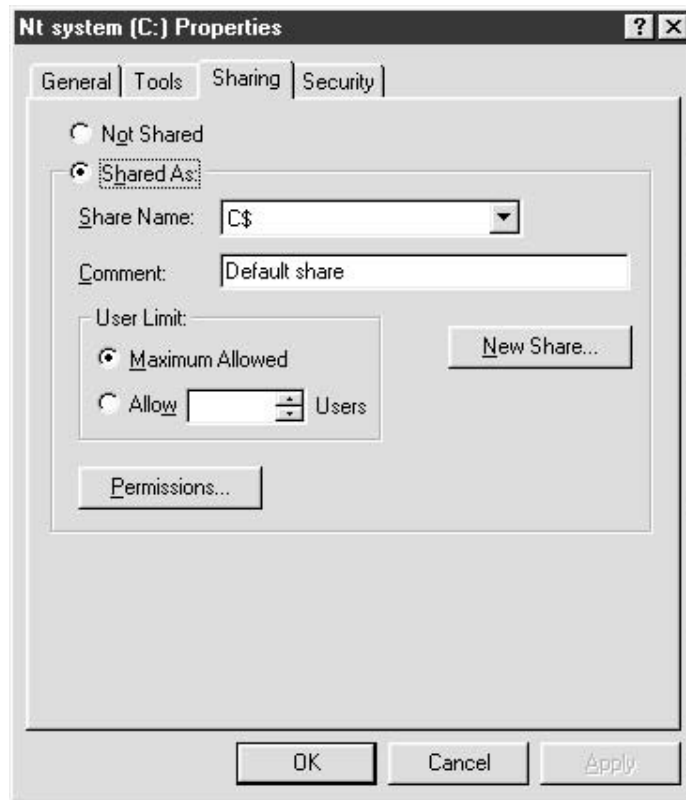 Nt system (C:) Properties
General Tools Sharing Security
Not Shared
Shared As:
Share Name: C$
Comment: Default share
User Limit:
Maximum Allowed
New Share...
Allow Users
Permissions...
OK Cancel Apply